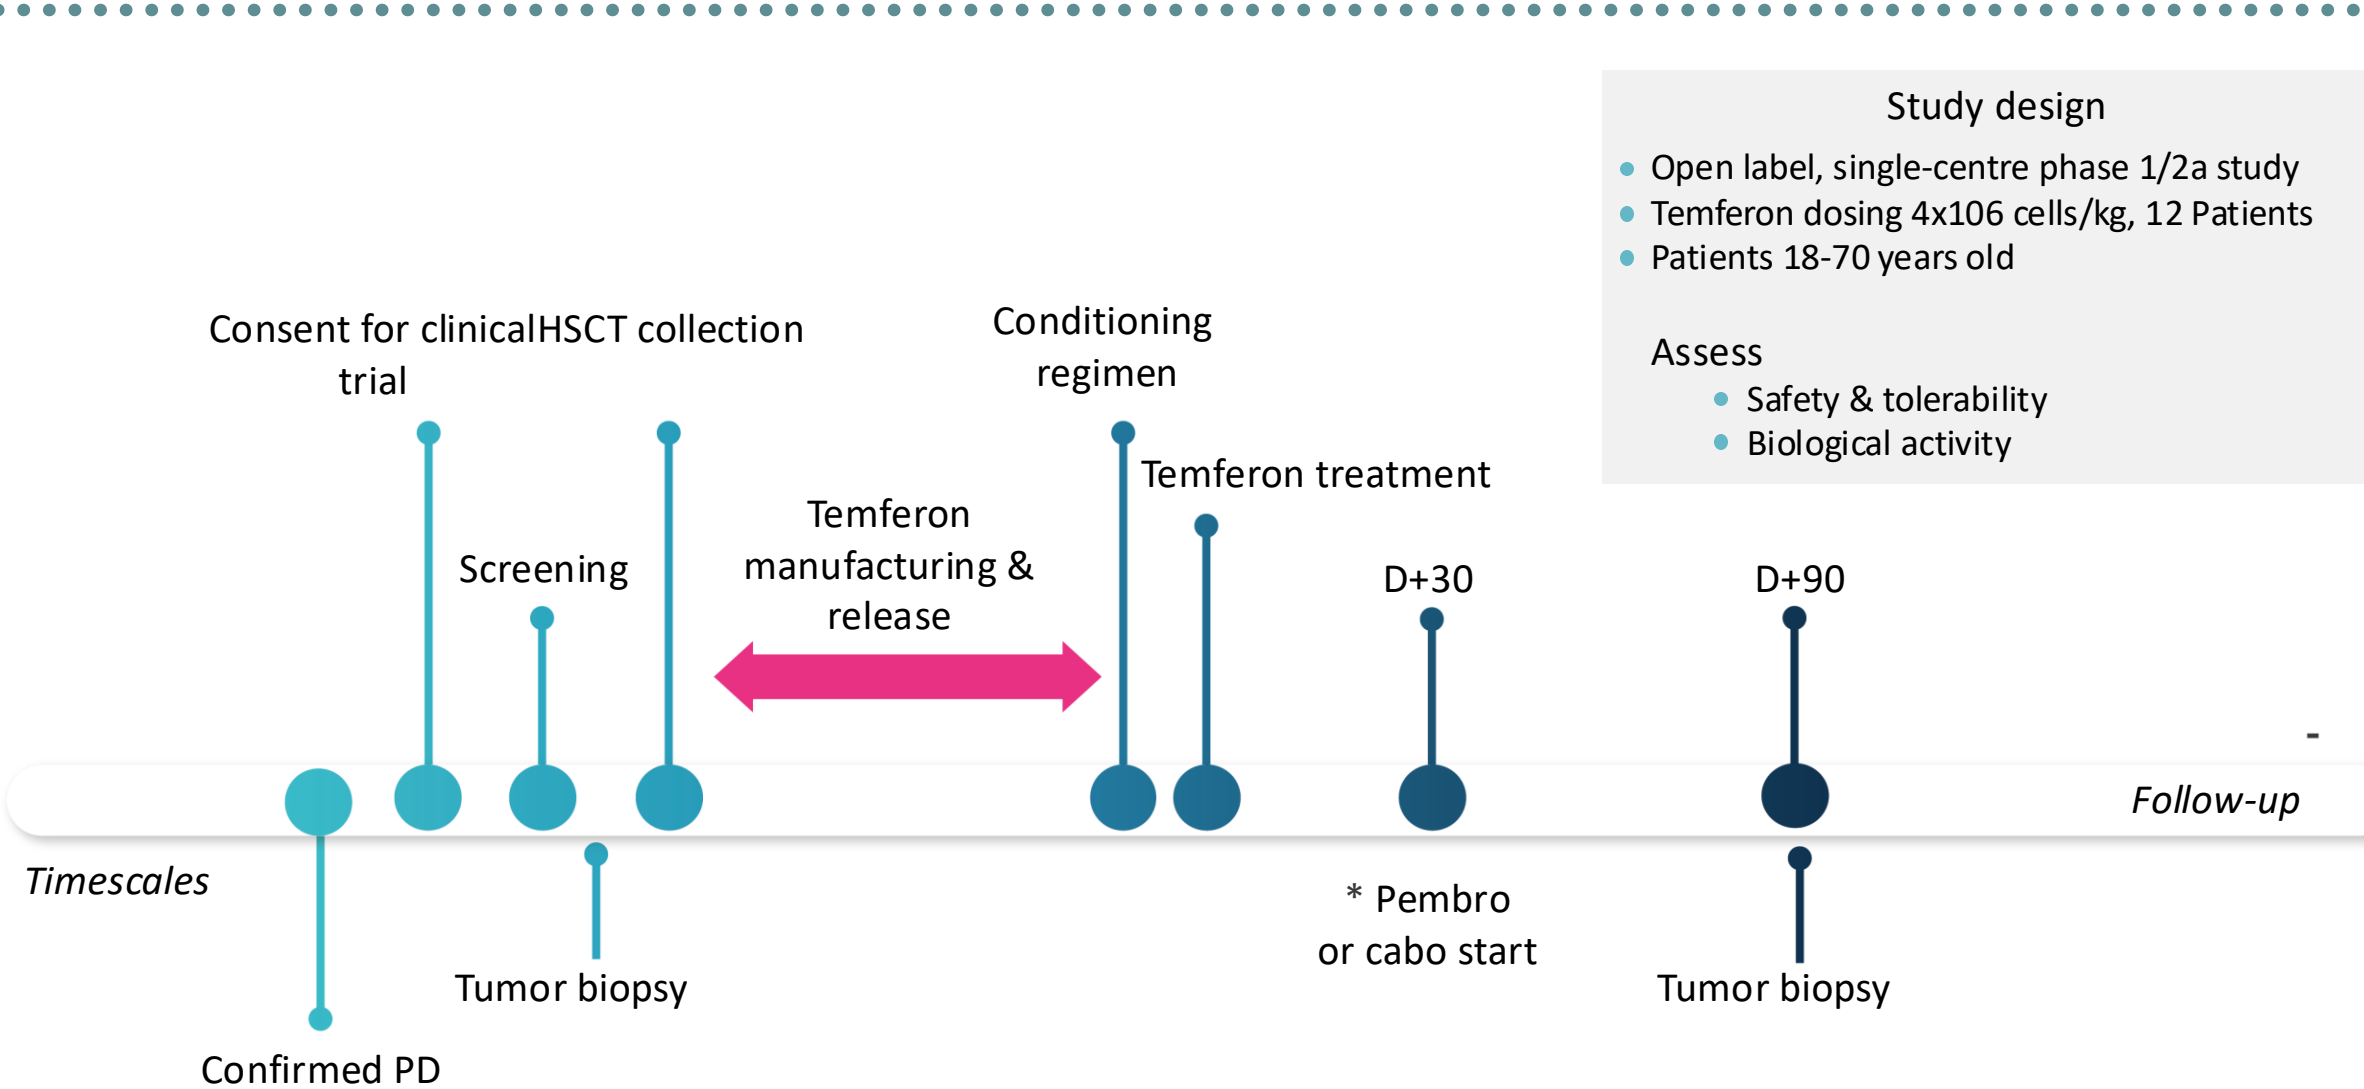 Study design
Open label, single-centre phase 1/2a study
Temferon dosing 4x106 cells/kg, 12 Patients
Patients 18-70 years old
Assess
Safety & tolerability
Biological activity
Consent for clinical
trial
HSCT collection
Conditioning
regimen
Temferon treatment
Screening
Temferon
manufacturing &
release
D+30
D+90
-
Follow-up
Timescales
* Pembro
or cabo start
Tumor biopsy
Tumor biopsy
Confirmed PD